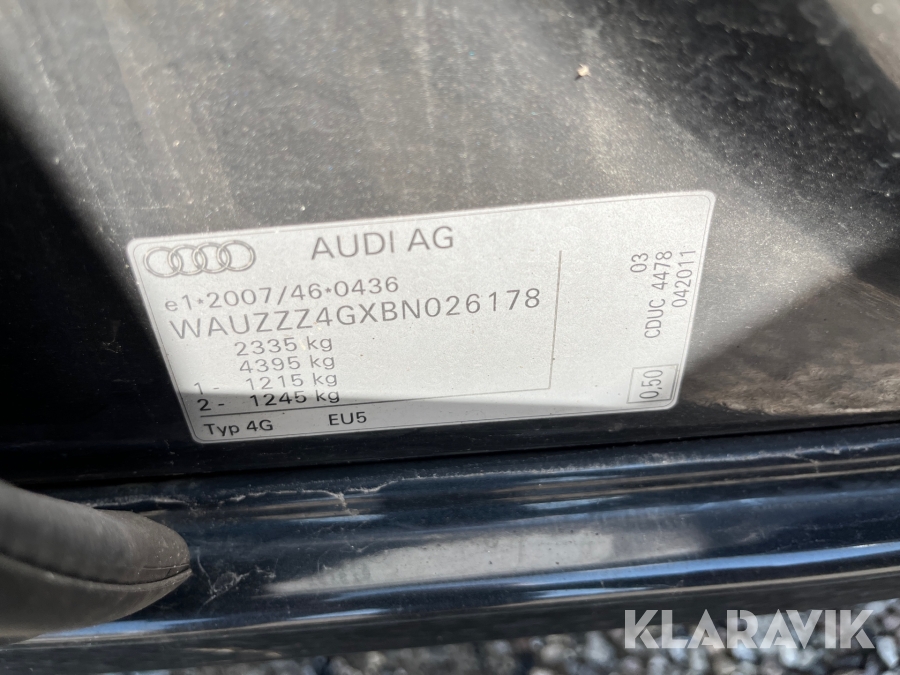 AUDI AG
e1*2007/46*0436
WAUZZZ4GXBN026178
2335 kg
4395 kg
1- 1215 kg
2- 1245 kg
Typ 4G EU5
03
CDUC 4478
042011
0,50
KLARAVIK